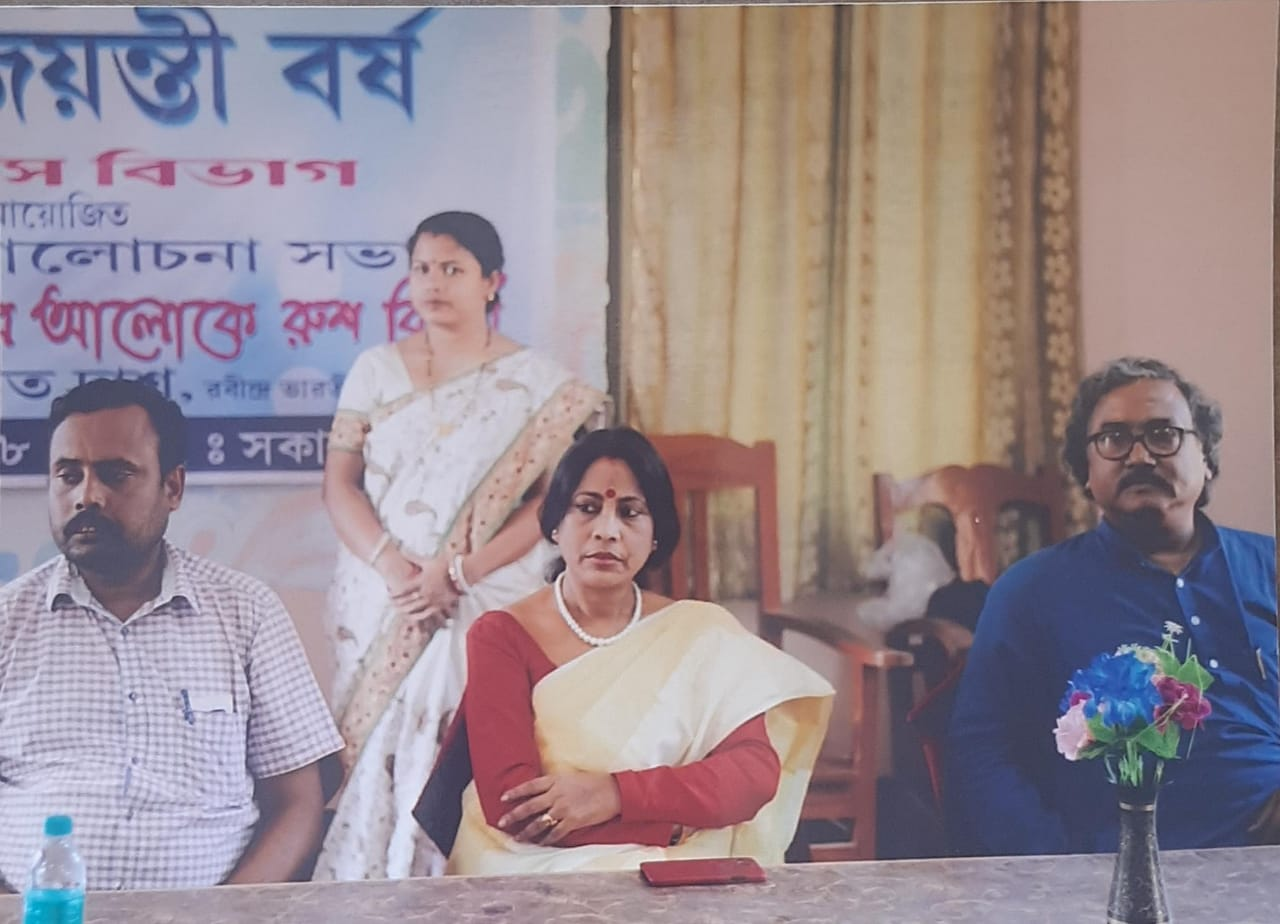 জয়ন্তী বর্ষ
স বিভাগ
আয়োজিত
আলোচনা সভা
র আলোকে রুশ বি
রবীন্দ্র ভারতী
৮ ঃ সকা